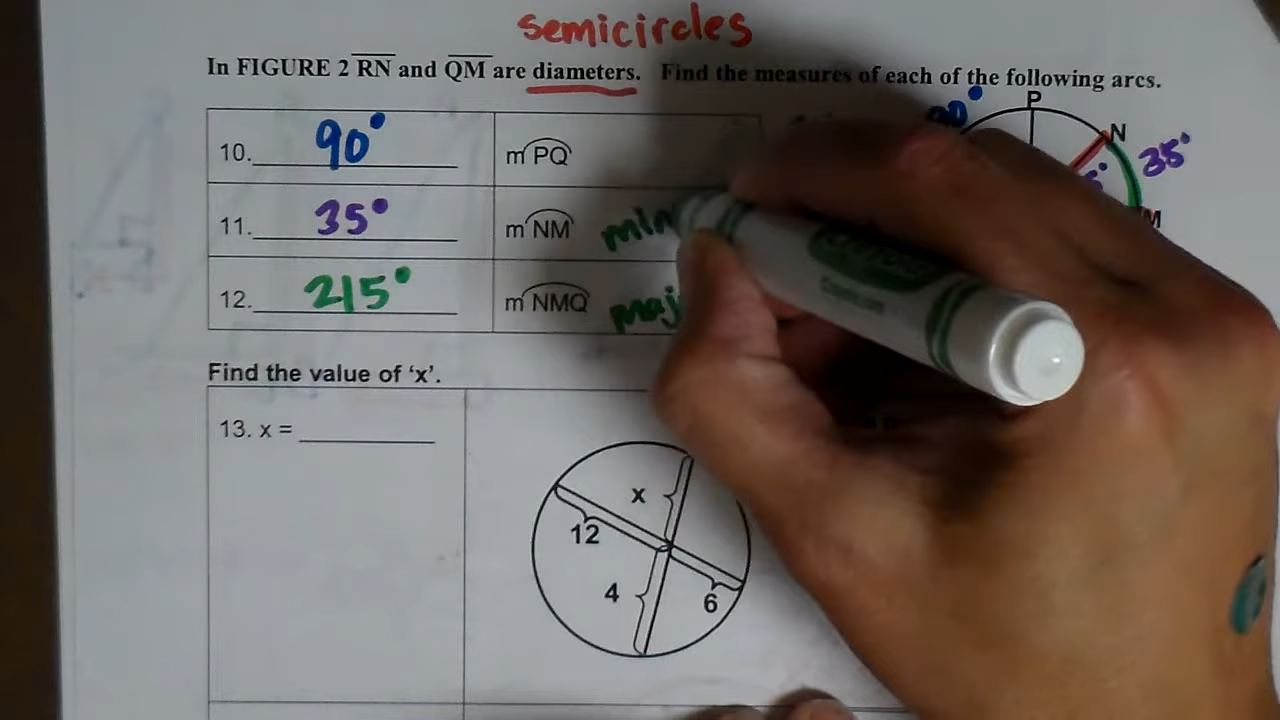 semicircles
In FIGURE 2 RN and QM are diameters. Find the measures of each of the following arcs.
10. 90° m PQ
11. 35° m NM
12. 215° m NMQ
90° P
N 35°
M
Find the value of ‘x’.
13. x =
x
12
4
6